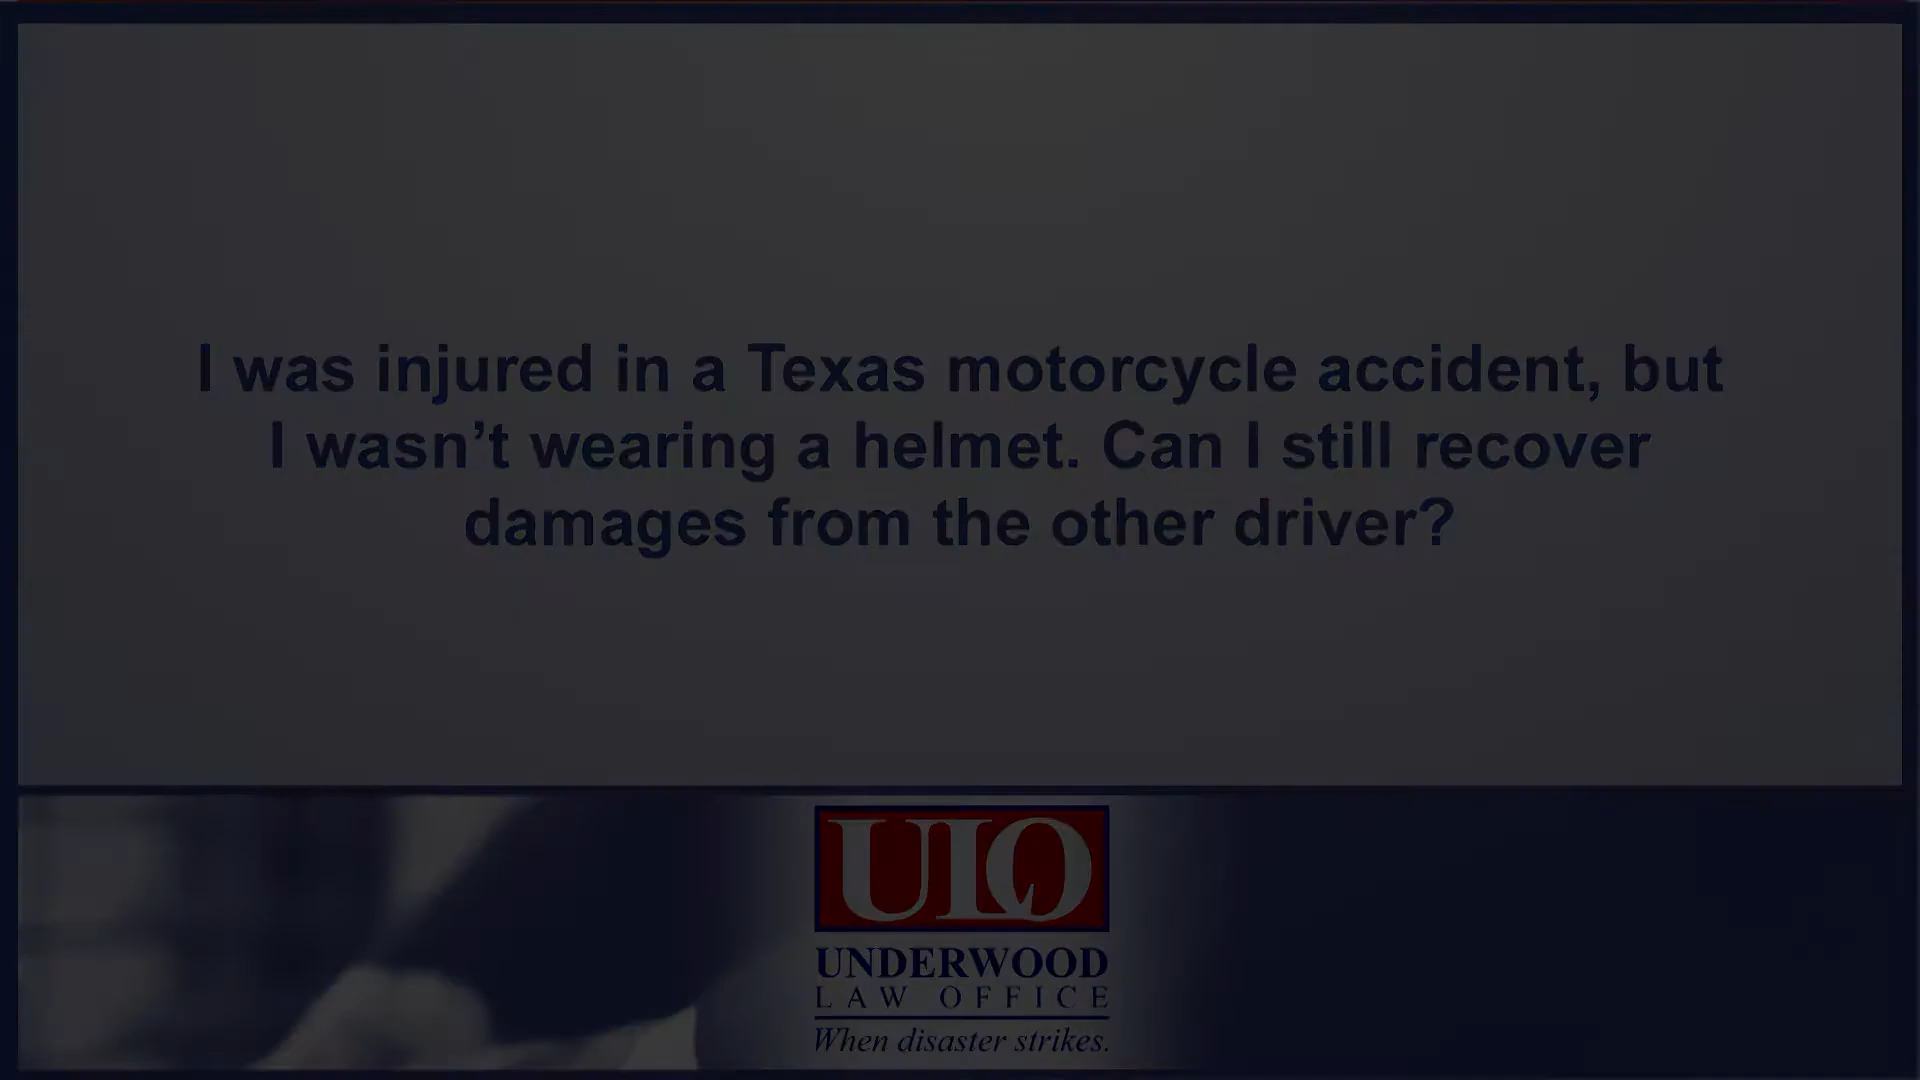 I was injured in a Texas motorcycle accident, but
I wasn’t wearing a helmet. Can I still recover
damages from the other driver?
ULO
UNDERWOOD
LAW OFFICE
When disaster strikes.